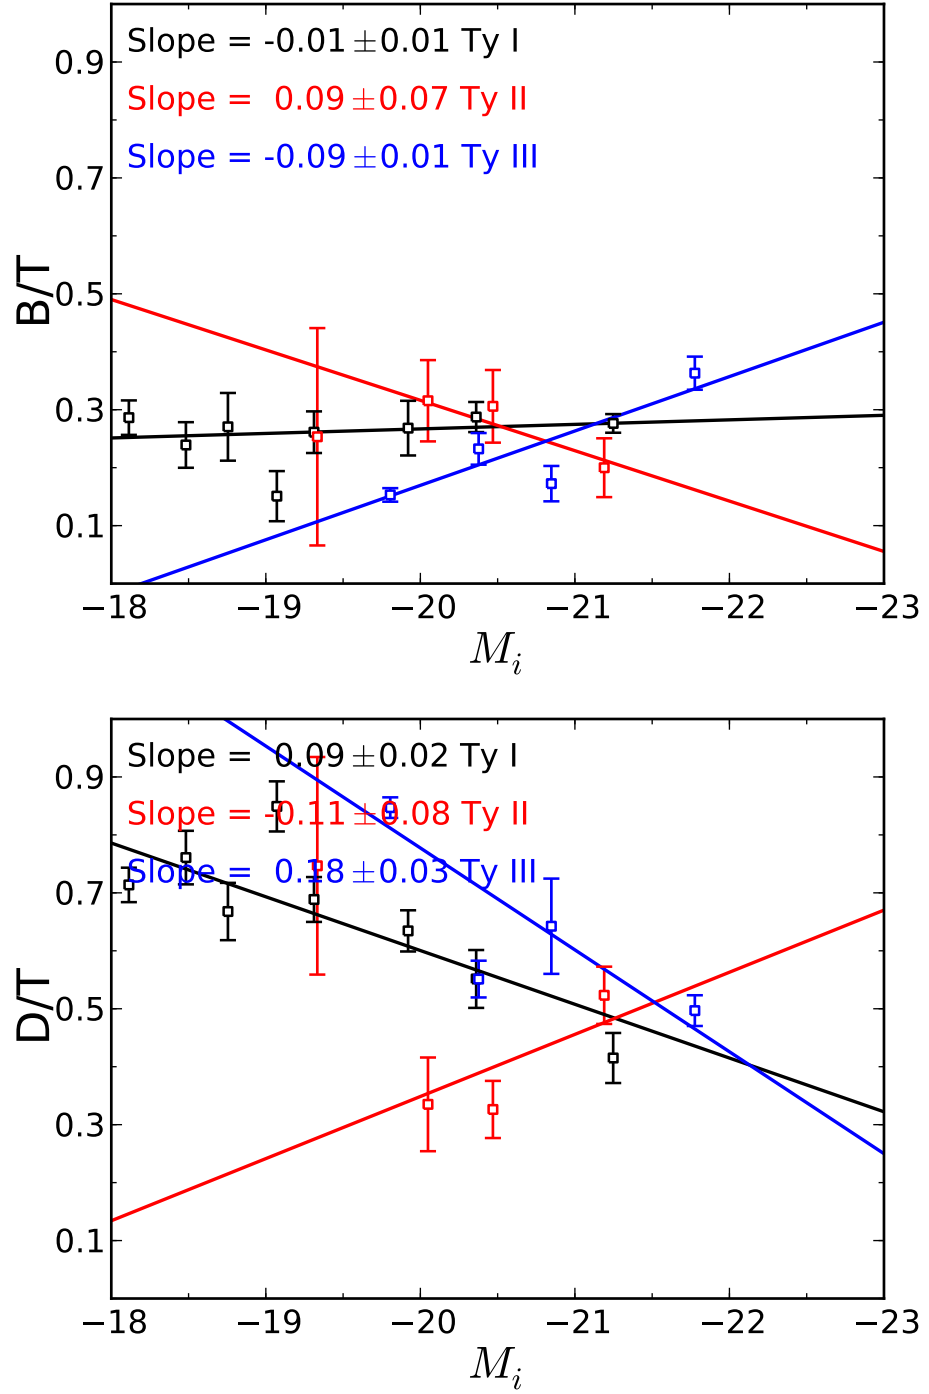 Slope = -0.01 ±0.01 Ty I
Slope =  0.09 ±0.07 Ty II
Slope = -0.09 ±0.01 Ty III
0.9
0.7
0.5
0.3
0.1
B/T
−18 −19 −20 −21 −22 −23
M_i
Slope =  0.09 ±0.02 Ty I
Slope = -0.11 ±0.08 Ty II
Slope =  0.18 ±0.03 Ty III
0.9
0.7
0.5
0.3
0.1
D/T
−18 −19 −20 −21 −22 −23
M_i